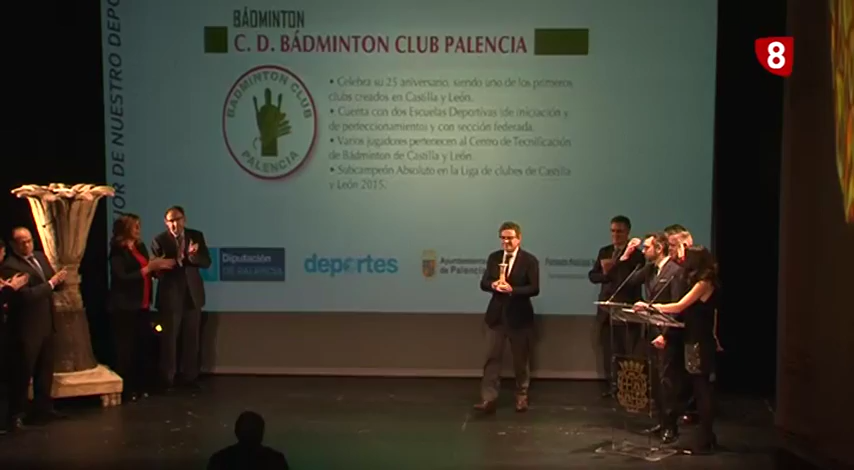 BÁDMINTON
C. D. BÁDMINTON CLUB PALENCIA
BADMINTON CLUB
PALENCIA
• Celebra su 25 aniversario, siendo uno de los primeros
clubs creados en Castilla y León.
• Cuenta con dos Escuelas Deportivas (de iniciación y
de perfeccionamiento) y con sección federada.
• Varios jugadores pertenecen al Centro de Tecnificación
de Bádminton de Castilla y León.
• Subcampeón Absoluto en la Liga de clubes de Castilla
y León 2015.
DE NUESTRO DEPO
Diputación
DE PALENCIA
deportes
Ayuntamiento
de Palencia
8